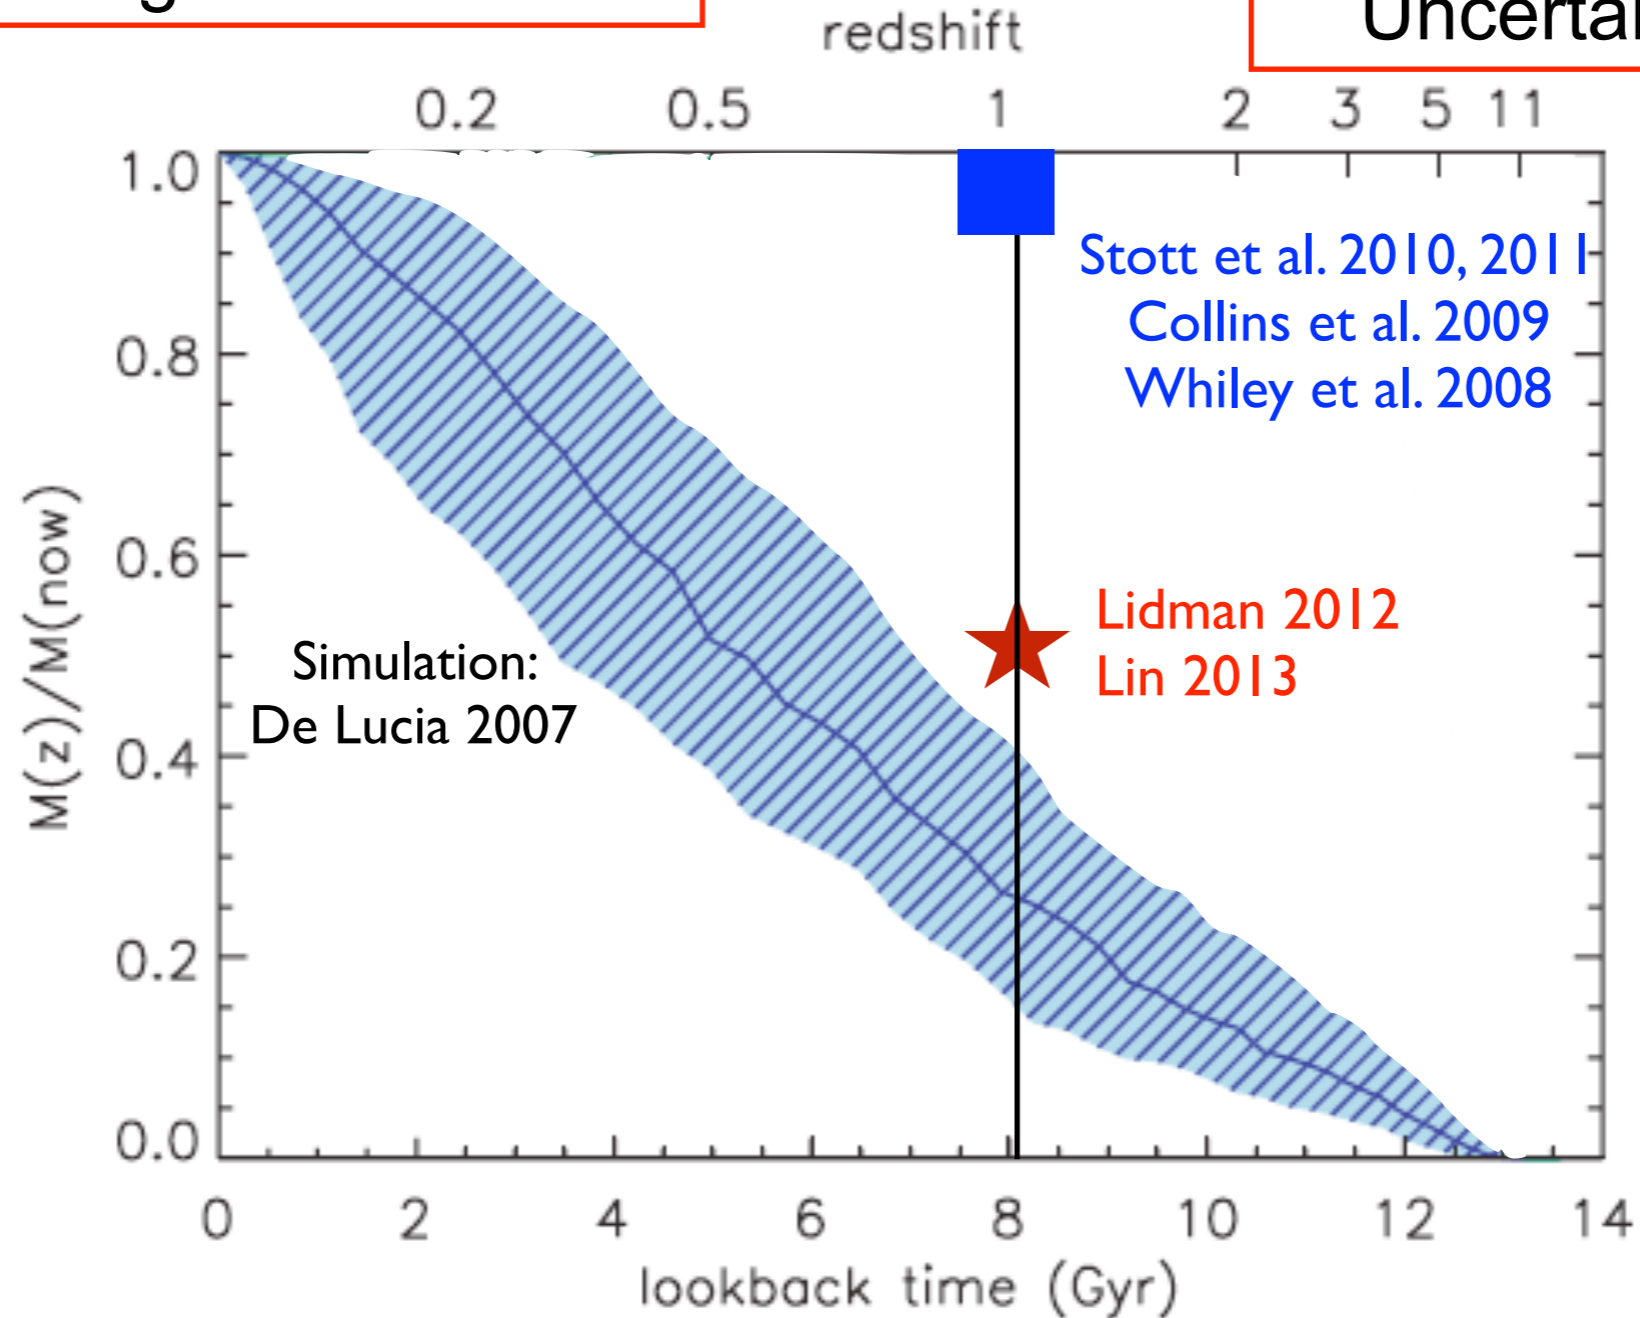 redshift
0.2 0.5 1 2 3 5 11
1.0
0.8
0.6
0.4
0.2
0.0
M(z)/M(now)
Stott et al. 2010, 2011
Collins et al. 2009
Whiley et al. 2008
Lidman 2012
Lin 2013
Simulation:
De Lucia 2007
0 2 4 6 8 10 12 14
lookback time (Gyr)